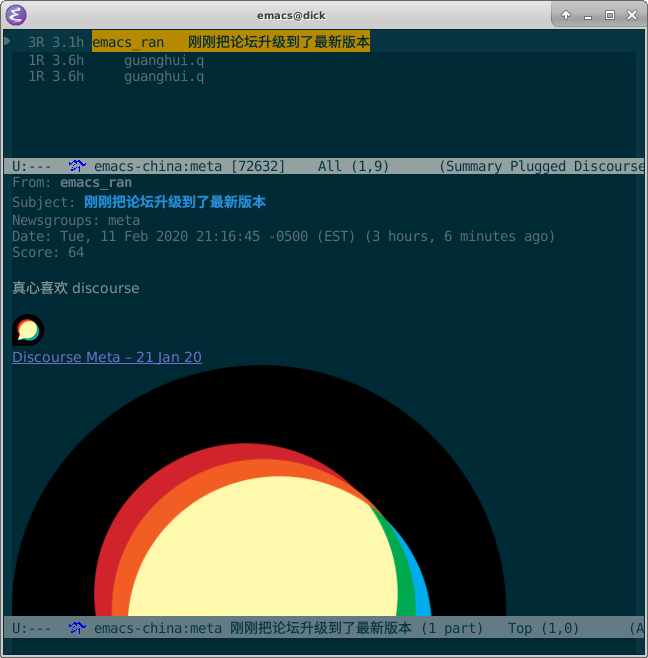 emacs@dick
3R 3.1h emacs_ran 刚刚把论坛升级到了最新版本
1R 3.6h guanghui.q
1R 3.6h guanghui.q
U:--- emacs-china:meta [72632] All (1,9) (Summary Plugged Discourse
From: emacs_ran
Subject: 刚刚把论坛升级到了最新版本
Newsgroups: meta
Date: Tue, 11 Feb 2020 21:16:45 -0500 (EST) (3 hours, 6 minutes ago)
Score: 64
真心喜欢 discourse
Discourse Meta – 21 Jan 20
U:--- emacs-china:meta 刚刚把论坛升级到了最新版本 (1 part) Top (1,0) (A